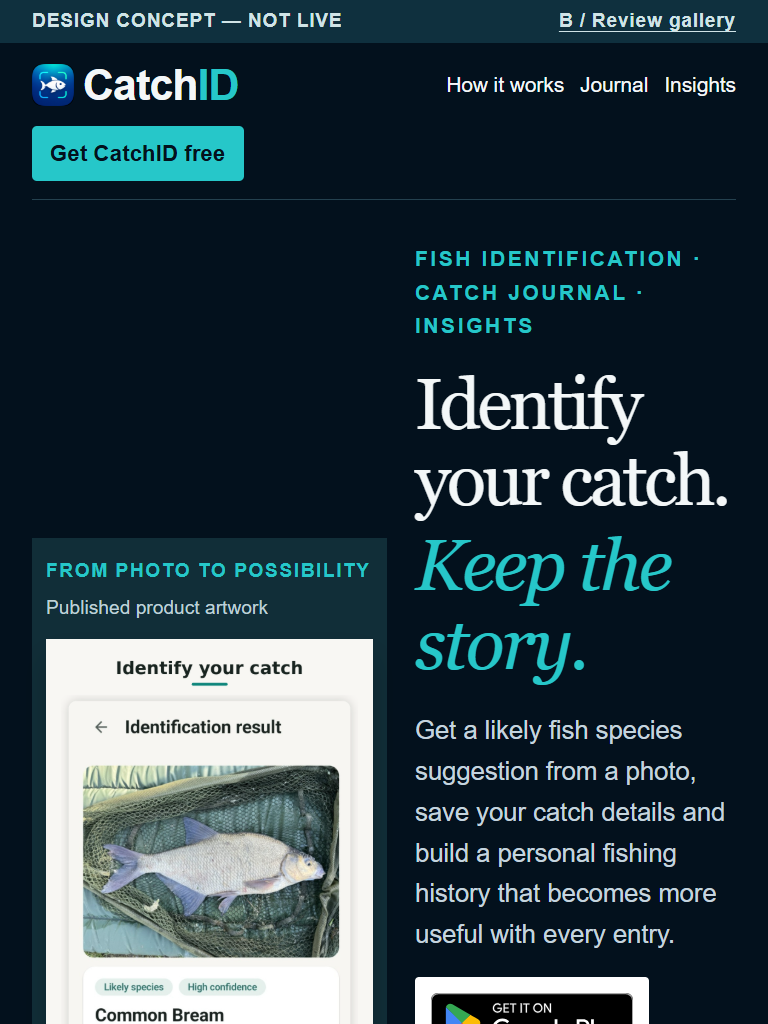 DESIGN CONCEPT — NOT LIVE
B / Review gallery
CatchID
How it works Journal Insights
Get CatchID free
FISH IDENTIFICATION ·
CATCH JOURNAL ·
INSIGHTS
Identify
your catch.
Keep the
story.
Get a likely fish species
suggestion from a photo,
save your catch details and
build a personal fishing
history that becomes more
useful with every entry.
GET IT ON
Google Play
FROM PHOTO TO POSSIBILITY
Published product artwork
Identify your catch
Identification result
Likely species High confidence
Common Bream